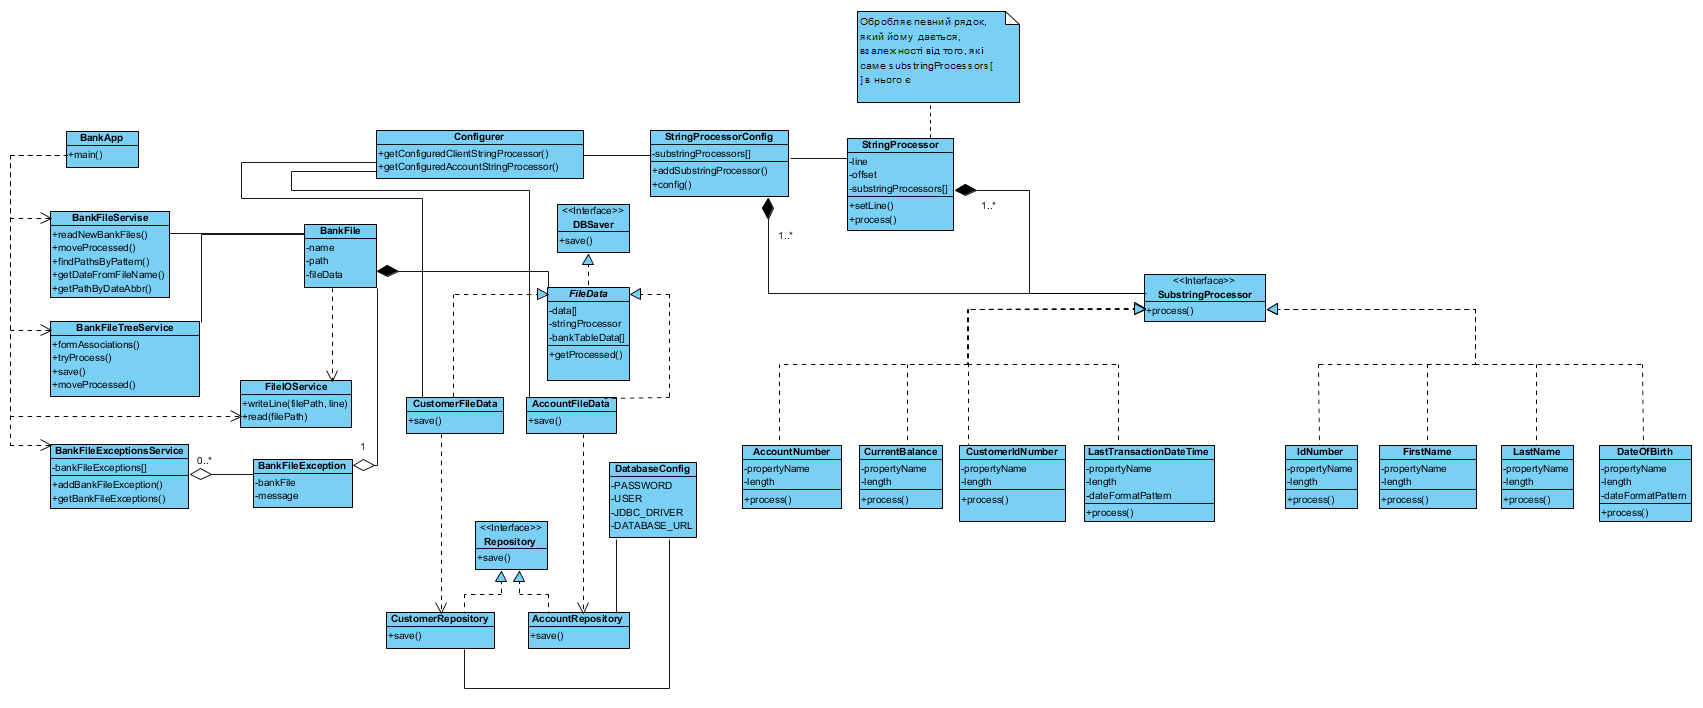 Обробляє певний рядок,
який йому дається,
взалежності від того, які
саме substringProcessors[
] в нього є
BankApp
+main()
Configurer
+getConfiguredClientStringProcessor()
+getConfiguredAccountStringProcessor()
StringProcessorConfig
-substringProcessors[]
+addSubstringProcessor()
+config()
1..*
StringProcessor
-line
-offset
-substringProcessors[]
+setLine()
+process()
1..*
BankFileServise
+readNewBankFiles()
+moveProcessed()
+findPathsByPattern()
+getDateFromFileName()
+getPathByDateAbbr()
BankFile
-name
-path
-fileData
<<Interface>>
DBSaver
+save()
FileData
-data[]
-stringProcessor
-bankTableData[]
+getProcessed()
<<Interface>>
SubstringProcessor
+process()
BankFileTreeService
+formAssociations()
+tryProcess()
+save()
+moveProcessed()
FileIOService
+writeLine(filePath, line)
+read(filePath)
CustomerFileData
+save()
AccountFileData
+save()
BankFileExceptionsService
-bankFileExceptions[]
+addBankFileException()
+getBankFileExceptions()
0..*
1
BankFileException
-bankFile
-message
DatabaseConfig
-PASSWORD
-USER
-JDBC_DRIVER
-DATABASE_URL
<<Interface>>
Repository
+save()
CustomerRepository
+save()
AccountRepository
+save()
AccountNumber
-propertyName
-length
+process()
CurrentBalance
-propertyName
-length
+process()
CustomerIdNumber
-propertyName
-length
+process()
LastTransactionDateTime
-propertyName
-length
-dateFormatPattern
+process()
IdNumber
-propertyName
-length
+process()
FirstName
-propertyName
-length
+process()
LastName
-propertyName
-length
+process()
DateOfBirth
-propertyName
-length
-dateFormatPattern
+process()